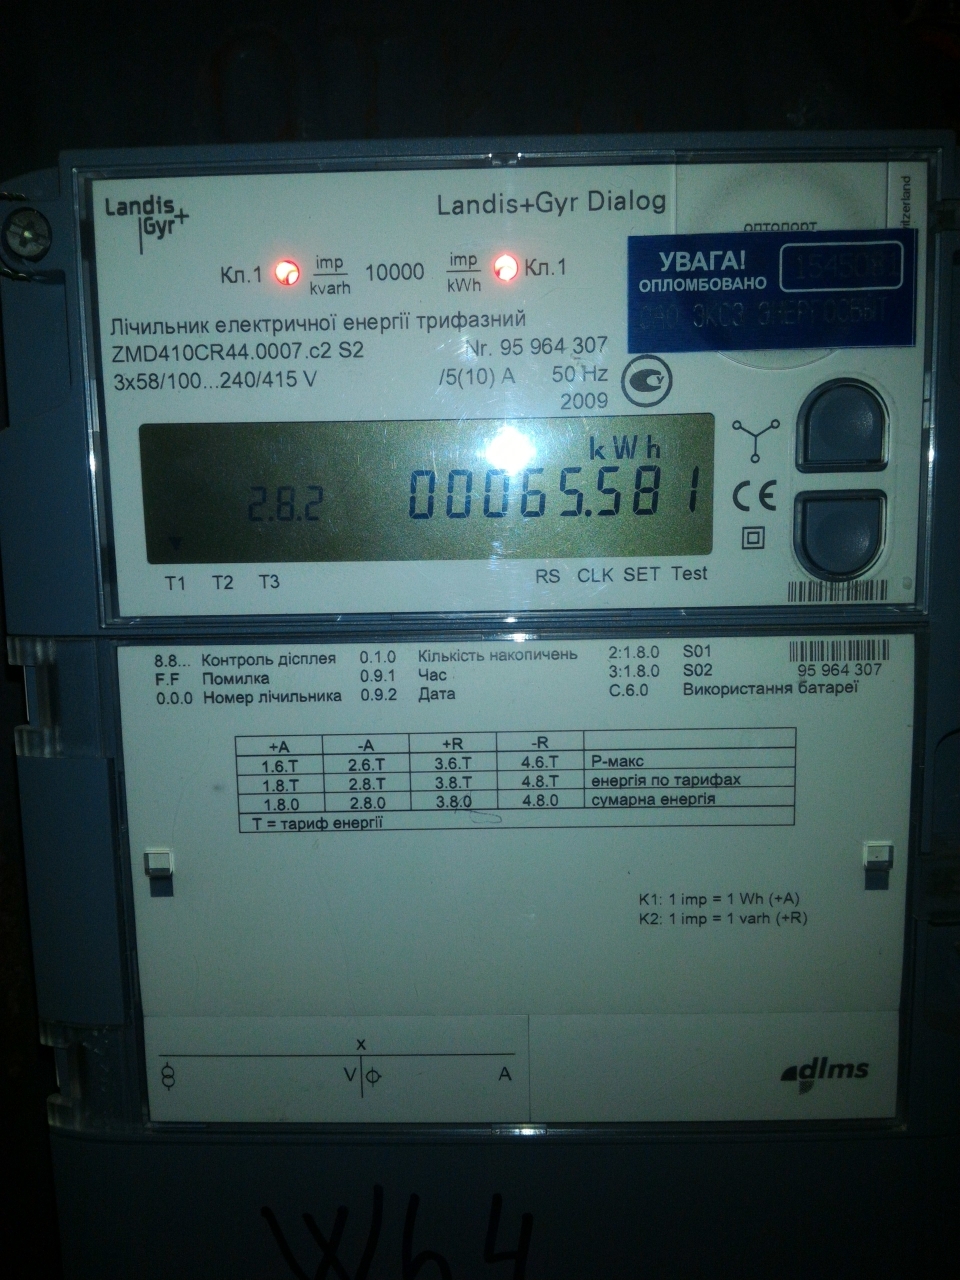 Landis
Gyr+
Landis+Gyr Dialog
оптопорт
УВАГА!
ОПЛОМБОВАНО
Кл.1 imp/kvarh 10000 imp/kWh Кл.1
Лічильник електричної енергії трифазний
ZMD410CR44.0007.c2 S2 Nr. 95 964 307
3x58/100...240/415 V /5(10) A 50 Hz
2009
kWh
2.8.2 00065.581
T1 T2 T3 RS CLK SET Test
CE
8.8... Контроль дісплея 0.1.0 Кількість накопичень 2:1.8.0 S01
F.F Помилка 0.9.1 Час 3:1.8.0 S02 95 964 307
0.0.0 Номер лічильника 0.9.2 Дата C.6.0 Використання батареї
+A -A +R -R
1.6.T 2.6.T 3.6.T 4.6.T Р-макс
1.8.T 2.8.T 3.8.T 4.8.T енергія по тарифах
1.8.0 2.8.0 3.8.0 4.8.0 сумарна енергія
T = тариф енергії
K1: 1 imp = 1 Wh (+A)
K2: 1 imp = 1 varh (+R)
x
V A
dlms